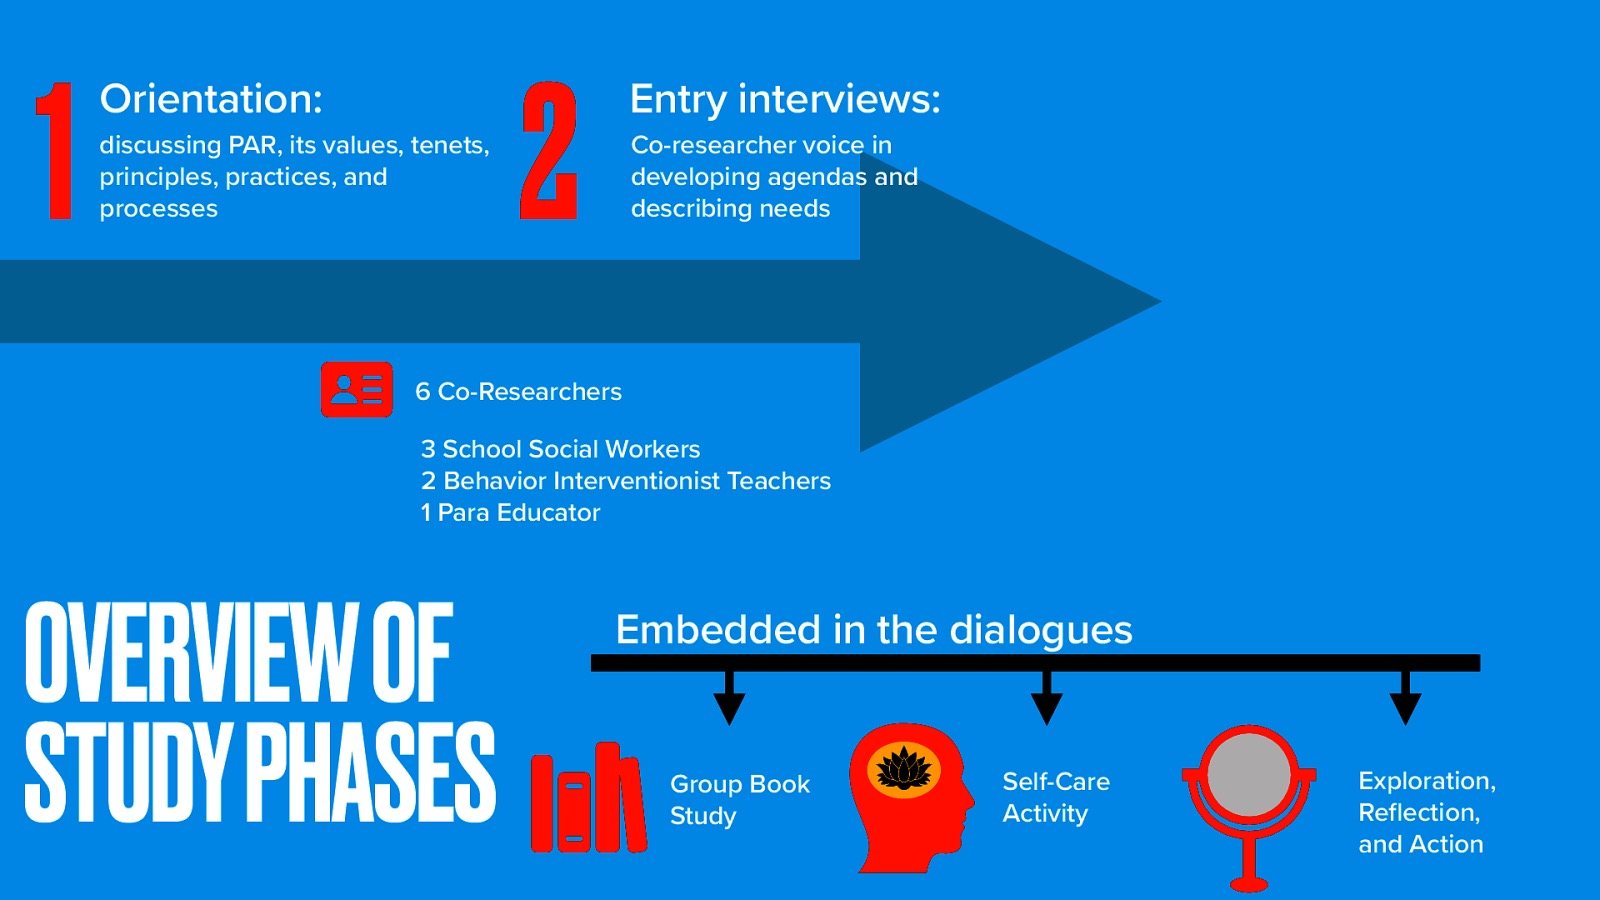 1
Orientation:
discussing PAR, its values, tenets,
principles, practices, and
processes
2
Entry interviews:
Co-researcher voice in
developing agendas and
describing needs
6 Co-Researchers
3 School Social Workers
2 Behavior Interventionist Teachers
1 Para Educator
OVERVIEW OF
STUDY PHASES
Embedded in the dialogues
Group Book
Study
Self-Care
Activity
Exploration,
Reflection,
and Action